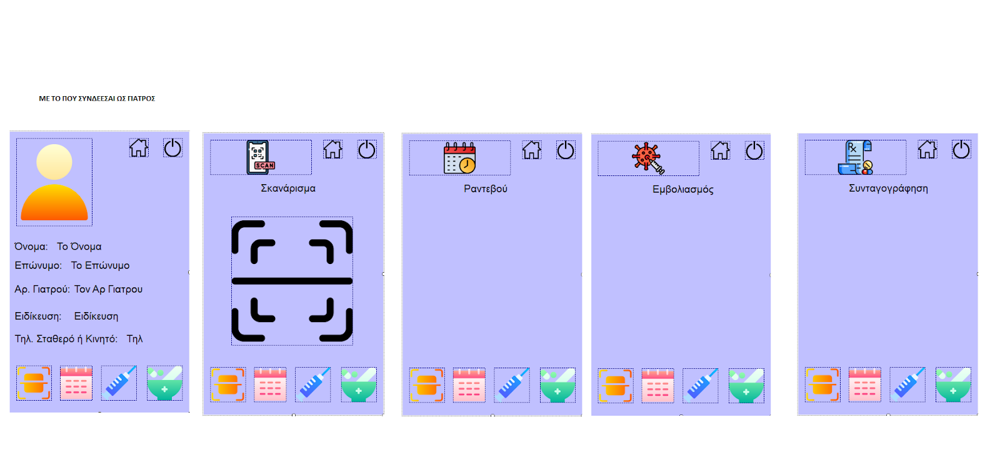 ΜΕ ΤΟ ΠΟΥ ΣΥΝΔΕΕΣΑΙ ΩΣ ΓΙΑΤΡΟΣ
Όνομα: Το Όνομα
Επώνυμο: Το Επώνυμο
Αρ. Γιατρού: Τον Αρ Γιατρου
Ειδίκευση: Ειδίκευση
Τηλ. Σταθερό ή Κινητό: Τηλ
SCAN
Σκανάρισμα
Ραντεβού
Εμβολιασμός
Rx
Συνταγογράφηση